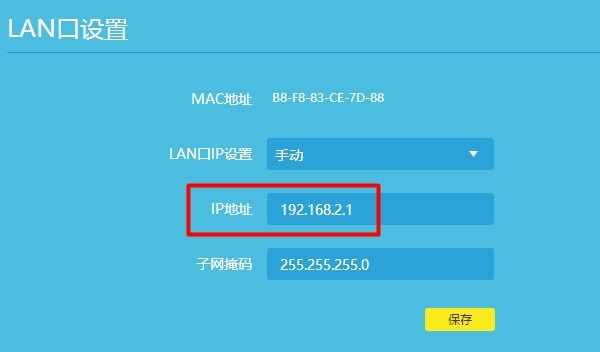 LAN口设置
MAC地址 B8-F8-83-CE-7D-88
LAN口IP设置 手动
IP地址 192.168.2.1
子网掩码 255.255.255.0
保存